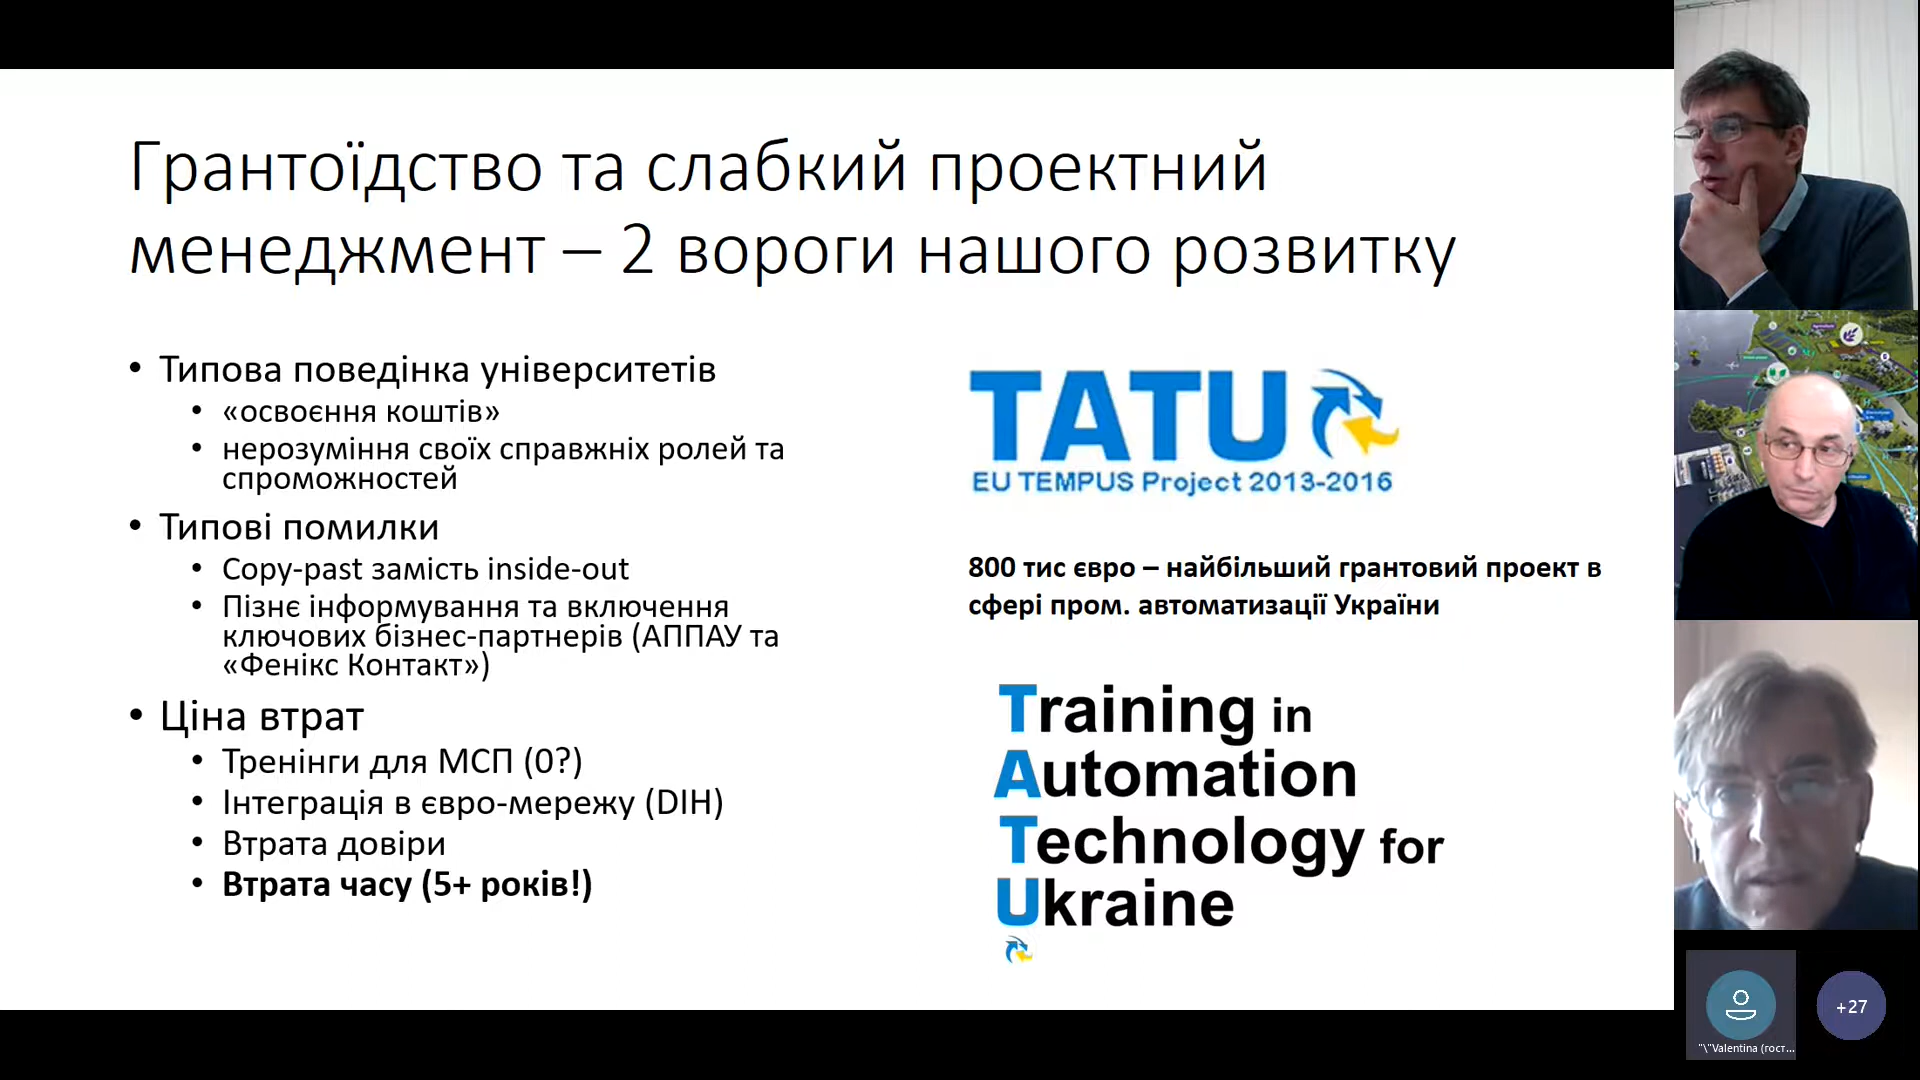 Грантоїдство та слабкий проектний
менеджмент – 2 вороги нашого розвитку
• Типова поведінка університетів
• «освоєння коштів»
• нерозуміння своїх справжніх ролей та
спроможностей
• Типові помилки
• Copy-past замість inside-out
• Пізнє інформування та включення
ключових бізнес-партнерів (АППАУ та
«Фенікс Контакт»)
• Ціна втрат
• Тренінги для МСП (0?)
• Інтеграція в євро-мережу (DIH)
• Втрата довіри
• Втрата часу (5+ років!)
TATU
EU TEMPUS Project 2013-2016
800 тис євро – найбільший грантовий проект в
сфері пром. автоматизації України
Training in
Automation
Technology for
Ukraine
"\"Valentina (гост...
+27